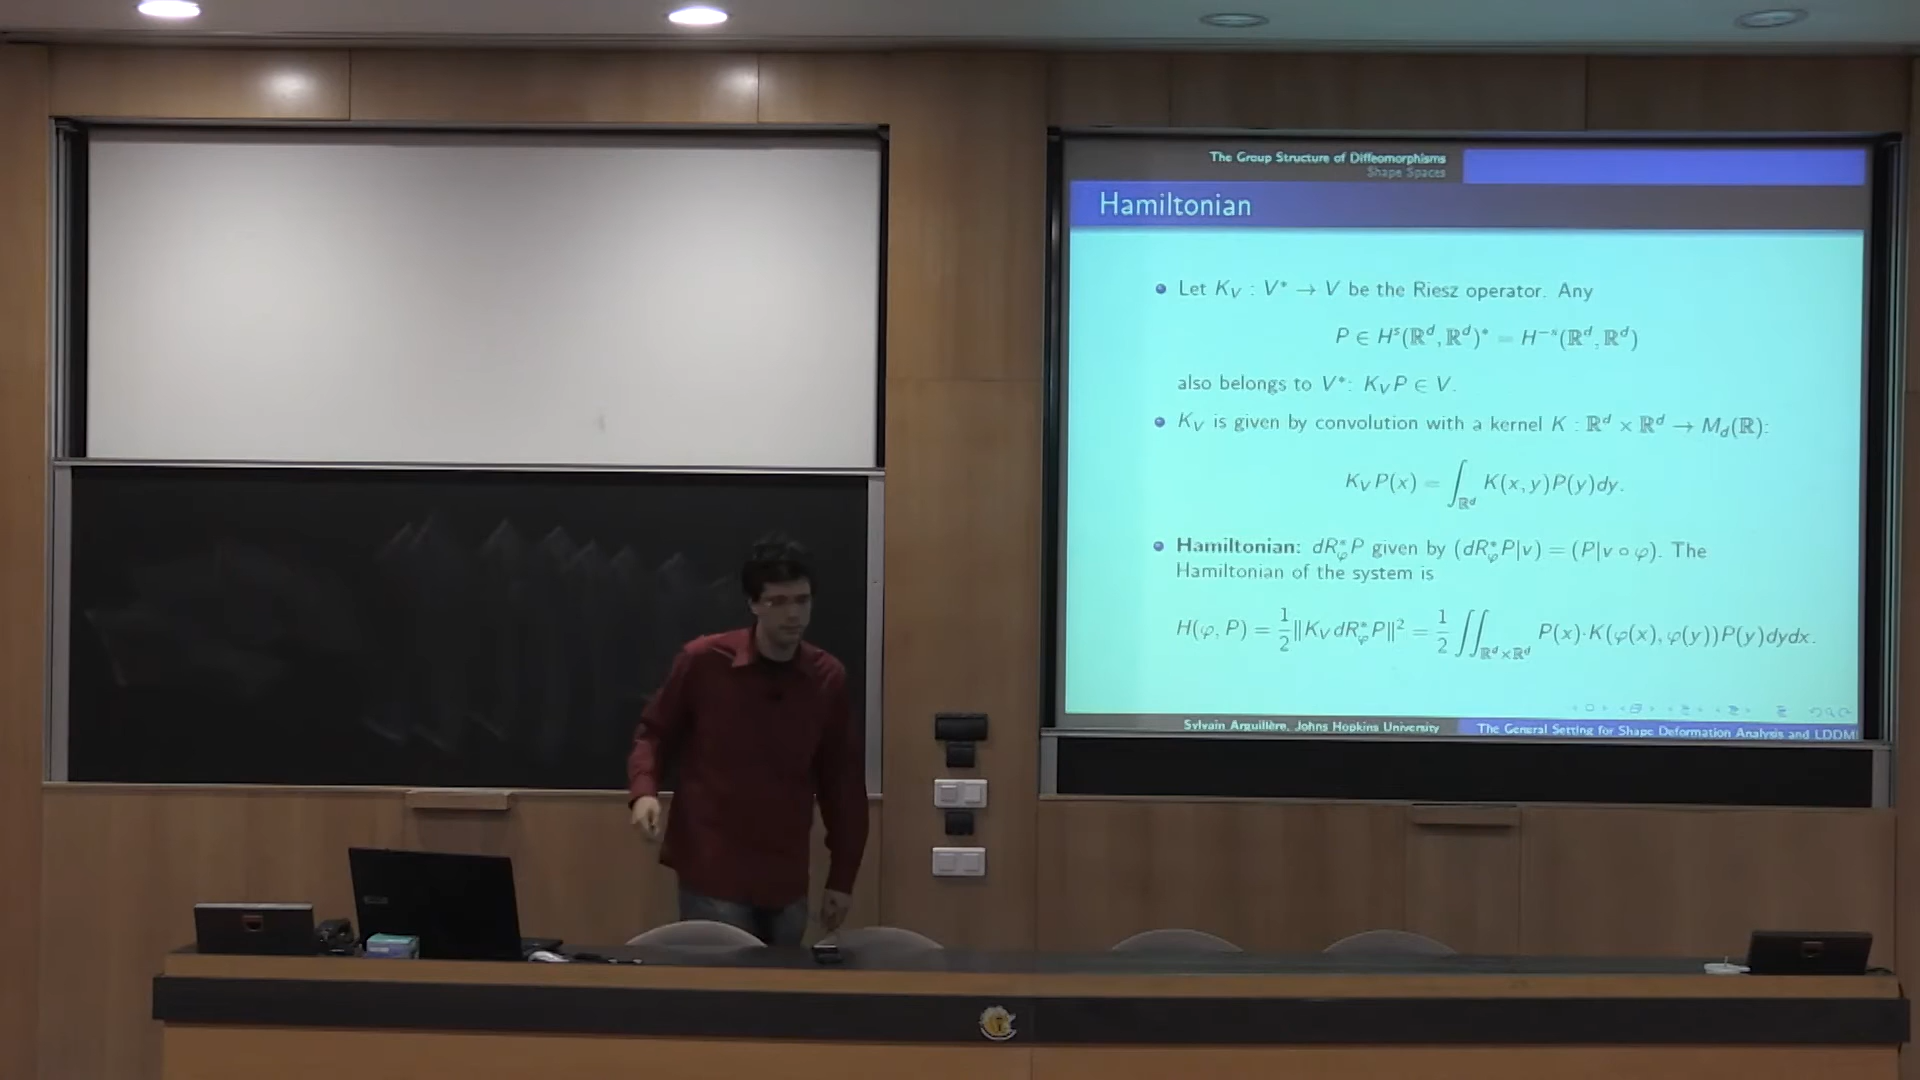 The Group Structure of Diffeomorphisms
Shape Spaces
Hamiltonian
Let K_V : V* → V be the Riesz operator. Any
P ∈ H^s(ℝ^d, ℝ^d)* = H^{-s}(ℝ^d, ℝ^d)
also belongs to V*: K_V P ∈ V.
K_V is given by convolution with a kernel K : ℝ^d × ℝ^d → M_d(ℝ):
K_V P(x) = ∫_{ℝ^d} K(x, y)P(y)dy.
Hamiltonian: dR*_φ P given by (dR*_φ P|v) = (P|v ∘ φ). The
Hamiltonian of the system is
H(φ, P) = 1/2 ‖K_V dR*_φ P‖² = 1/2 ∬_{ℝ^d×ℝ^d} P(x)·K(φ(x), φ(y))P(y)dydx.
Sylvain Arguillère, Johns Hopkins University
The General Setting for Shape Deformation Analysis and LDDM